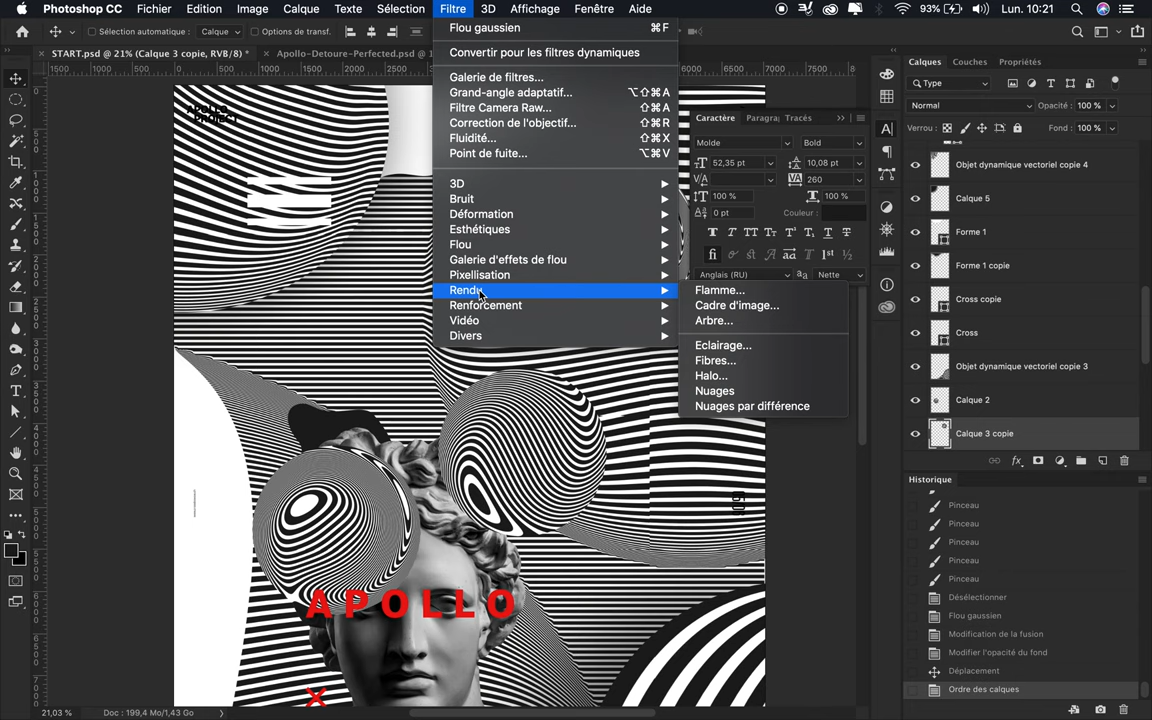 Photoshop CC Fichier Edition Image Calque Texte Sélection Filtre 3D Affichage Fenêtre Aide 93% Lun. 10:21
Sélection automatique : Calque Options de transf.
START.psd @ 21% (Calque 3 copie, RVB/8) * Apollo-Detoure-Perfected.psd @
1500 1000 500 0 500 1000 1500 2000 2500 6000 6500 7000 7500
Flou gaussien ⌘F
Convertir pour les filtres dynamiques
Galerie de filtres...
Grand-angle adaptatif... ⌥⇧⌘A
Filtre Camera Raw... ⇧⌘A
Correction de l'objectif... ⇧⌘R
Fluidité... ⇧⌘X
Point de fuite... ⌥⌘V
3D
Bruit
Déformation
Esthétiques
Flou
Galerie d'effets de flou
Pixellisation
Rendu
Renforcement
Vidéo
Divers
Flamme...
Cadre d'image...
Arbre...
Eclairage...
Fibres...
Halo...
Nuages
Nuages par différence
Caractère Paragra Tracés
Molde Bold
52,35 pt 10,08 pt
260
100 % 100 %
0 pt Couleur :
Anglais (RU) Nette
Calques Couches Propriétés
Type
Normal Opacité : 100 %
Verrou : Fond : 100 %
Objet dynamique vectoriel copie 4
Calque 5
Forme 1
Forme 1 copie
Cross copie
Cross
Objet dynamique vectoriel copie 3
Calque 2
Calque 3 copie
Historique
Pinceau
Pinceau
Pinceau
Pinceau
Pinceau
Désélectionner
Flou gaussien
Modification de la fusion
Modifier l'opacité du fond
Déplacement
Ordre des calques
APOLLO
PROJECT
APOLLO
21,03 % Doc : 199,4 Mo/1,43 Go